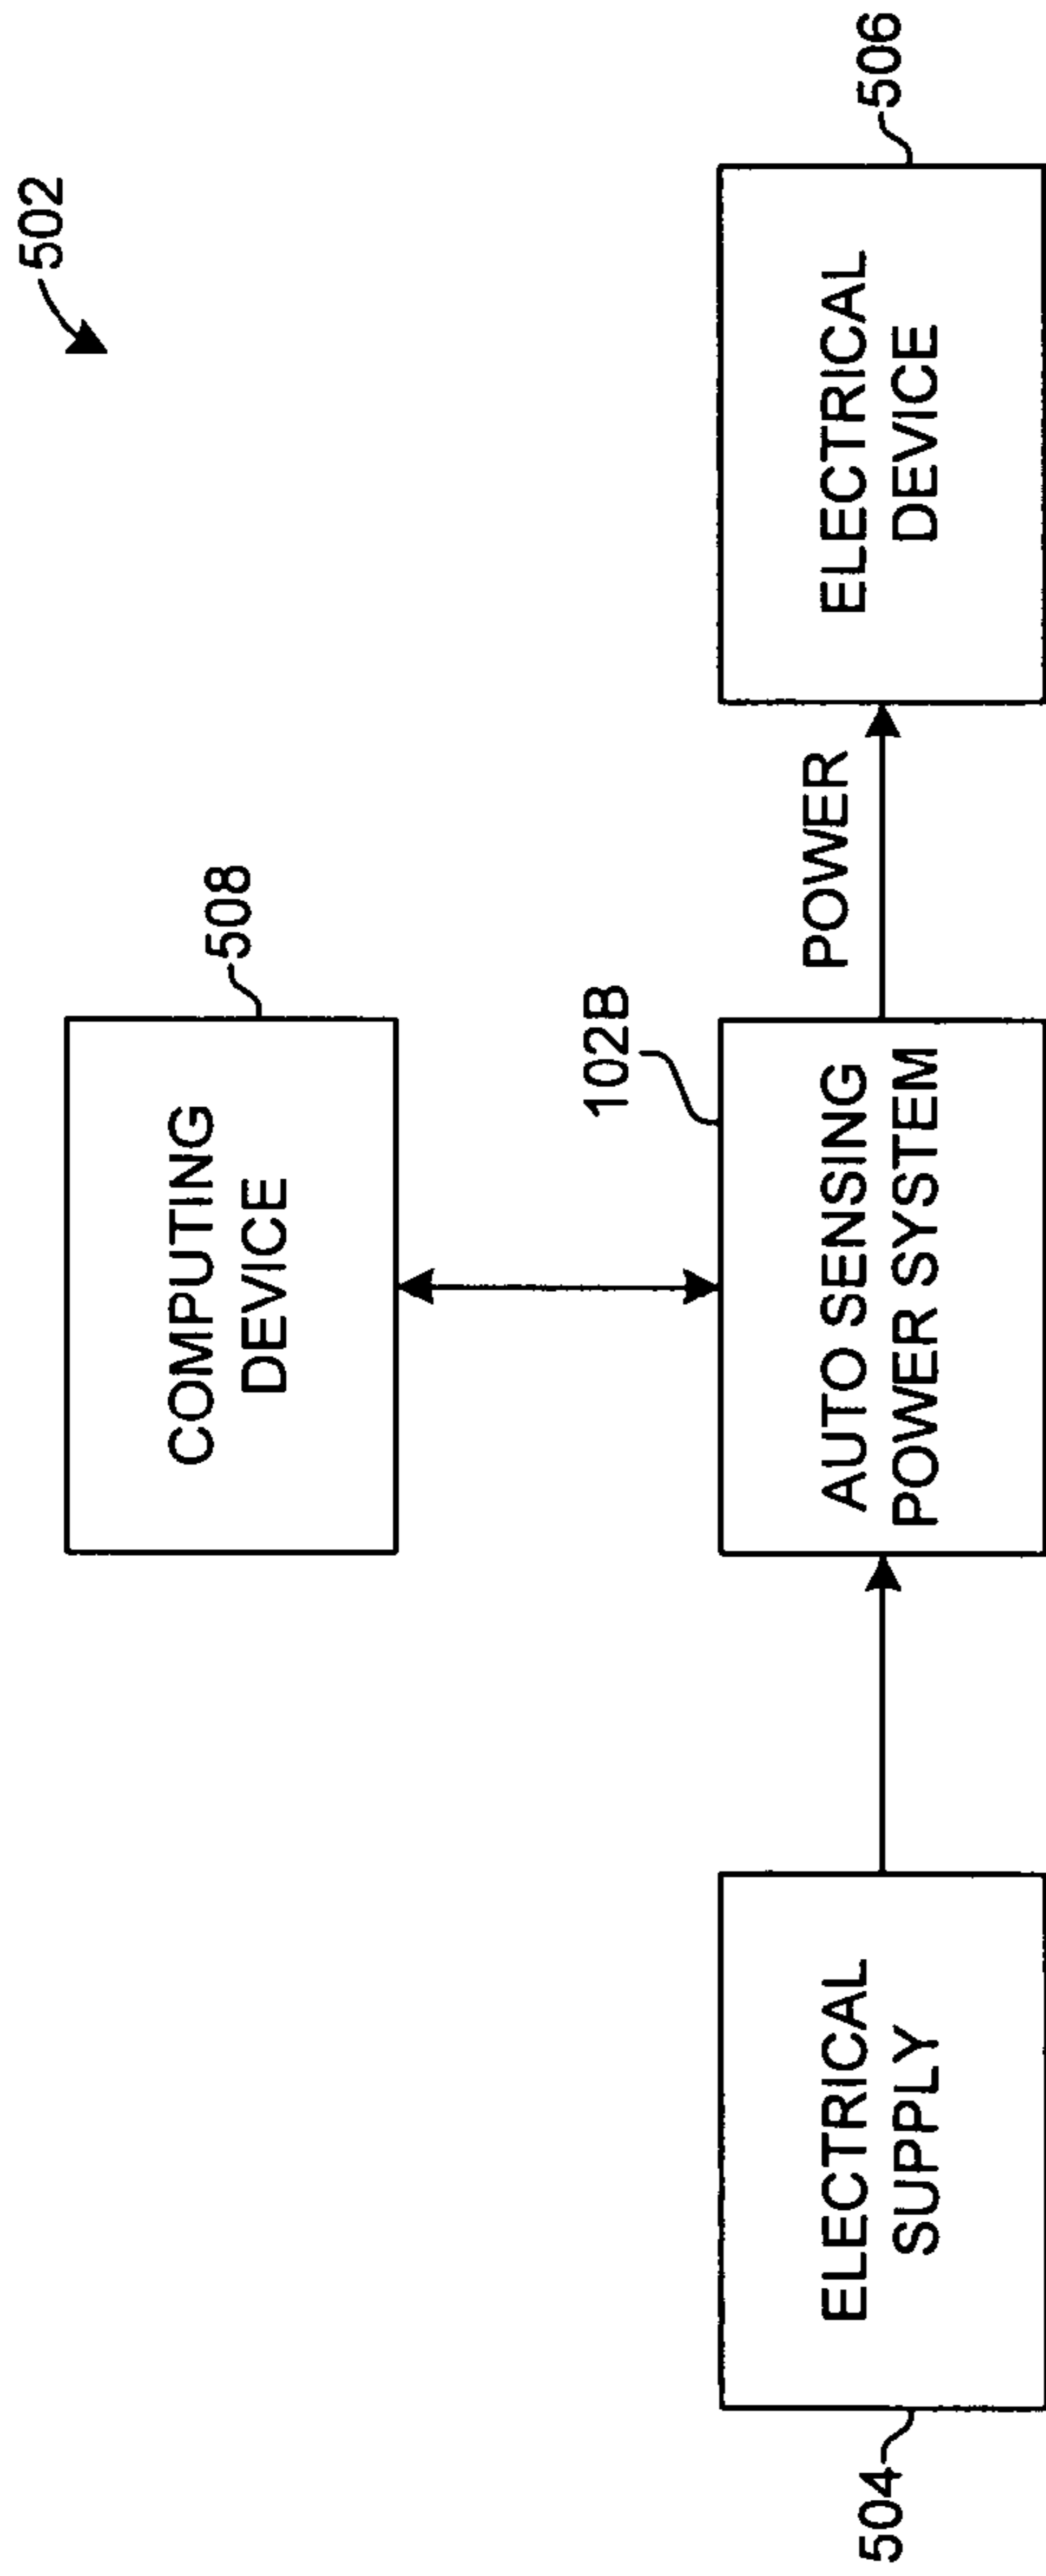 502
COMPUTING
DEVICE
508
102B
POWER
504
ELECTRICAL
SUPPLY
AUTO SENSING
POWER SYSTEM
ELECTRICAL
DEVICE
506